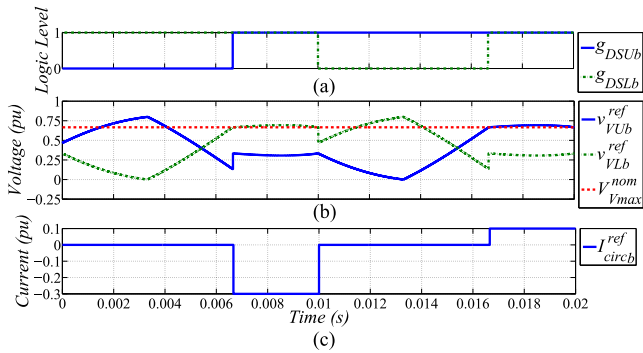 Logic Level
1
0
g_DSUb
g_DSLb
(a)
Voltage (pu)
1
0.75
0.5
0.25
0
-0.25
v_VUb^ref
v_VLb^ref
V_Vmax^nom
(b)
Current (pu)
0.1
0
-0.1
-0.2
-0.3
I_circb^ref
0 0.002 0.004 0.006 0.008 0.01 0.012 0.014 0.016 0.018 0.02
Time (s)
(c)